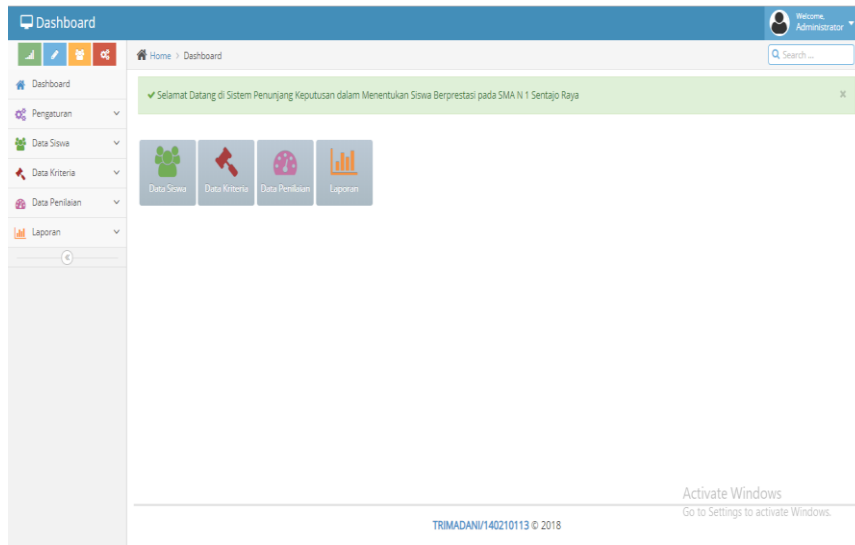 Dashboard
Welcome,
Administrator
Home > Dashboard
Search ...
Dashboard
Pengaturan
Data Siswa
Data Kriteria
Data Penilaian
Laporan
Selamat Datang di Sistem Penunjang Keputusan dalam Menentukan Siswa Berprestasi pada SMA N 1 Sentajo Raya
x
Data Siswa
Data Kriteria
Data Penilaian
Laporan
Activate Windows
Go to Settings to activate Windows.
TRIMADANI/140210113 © 2018